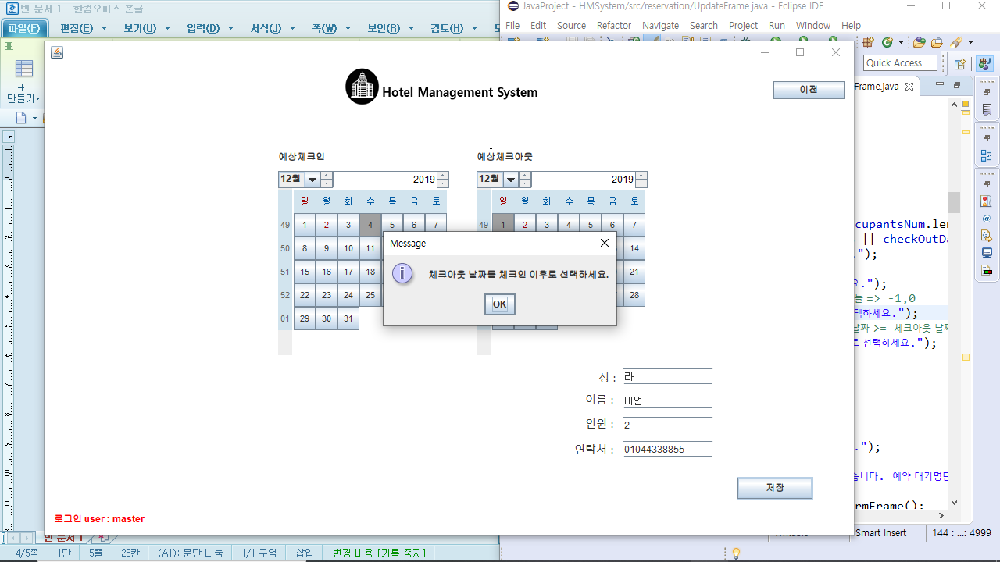 빈 문서 1 - 한컴오피스 한글
파일(F) 편집(E) 보기(U) 입력(D) 서식(J) 쪽(W) 보안(R) 검토(H)
표
표
만들기
JavaProject - HMSystem/src/reservation/UpdateFrame.java - Eclipse IDE
File Edit Source Refactor Navigate Search Project Run Window Help
Quick Access
Frame.java
Hotel Management System
이전
예상체크인 예상체크아웃
12월 2019 12월 2019
일 월 화 수 목 금 토 일 월 화 수 목 금 토
49 1 2 3 4 5 6 7 49 1 2 3 4 5 6 7
50 8 9 10 11 14
51 15 16 17 18 21
52 22 23 24 25 28
01 29 30 31
Message
체크아웃 날짜를 체크인 이후로 선택하세요.
OK
성 : 라
이름 : 미언
인원 : 2
연락처 : 01044338855
저장
로그인 user : master
cupantsNum.len
|| checkOutDa
");
요.");
늘 => -1,0
택하세요.");
날짜 >= 체크아웃 날짜
로 선택하세요.");
.");
습니다. 예약 대기명단
rmFrame();
Smart Insert 144 : ...: 4999
빈 문서 1
4/5쪽 1단 5줄 23칸 (A1): 문단 나눔 1/1 구역 삽입 변경 내용 [기록 중지]